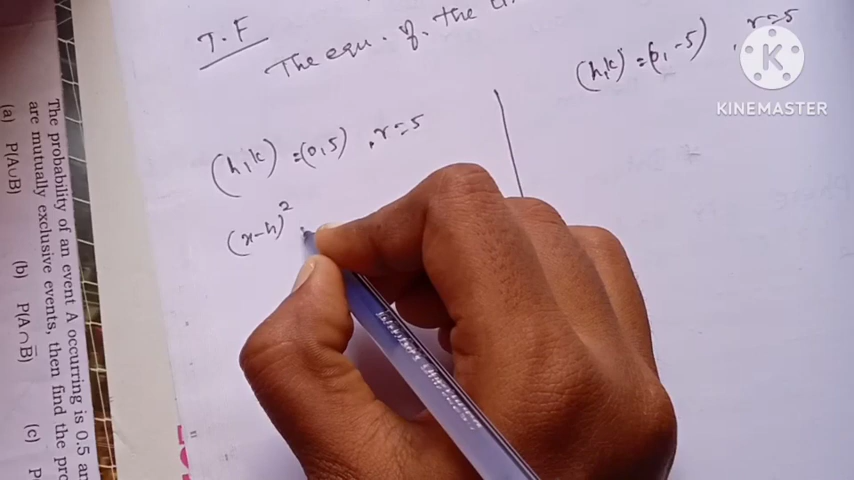 T.F
The equ. of. the
(h,k) = (0,5) , r=5
(x-h)²
(h,k) = (0,-5) , r=5
KINEMASTER
The probability of an event A occurring is 0.5 an
are mutually exclusive events, then find the pro
(a) P(A∪B) (b) P(A∩B̅) (c) P(